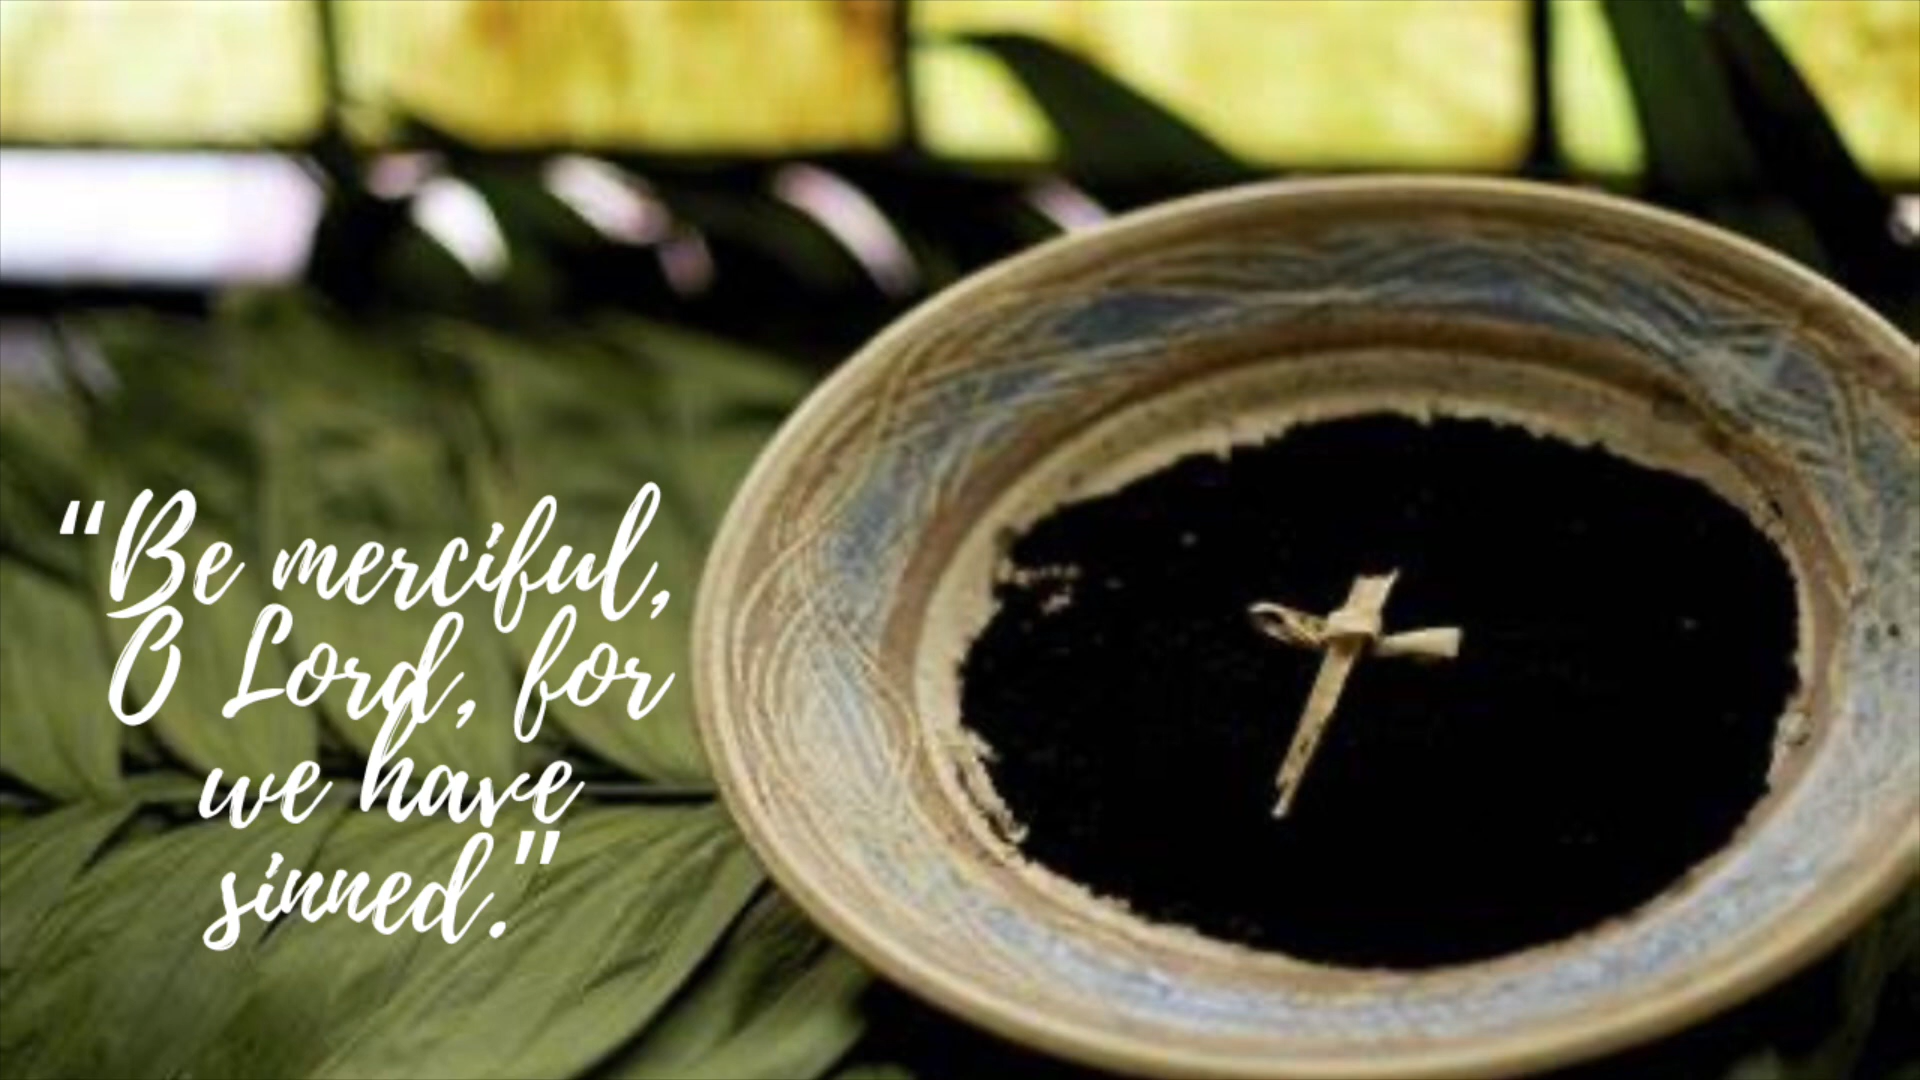 “Be merciful,
O Lord, for
we have
sinned.”